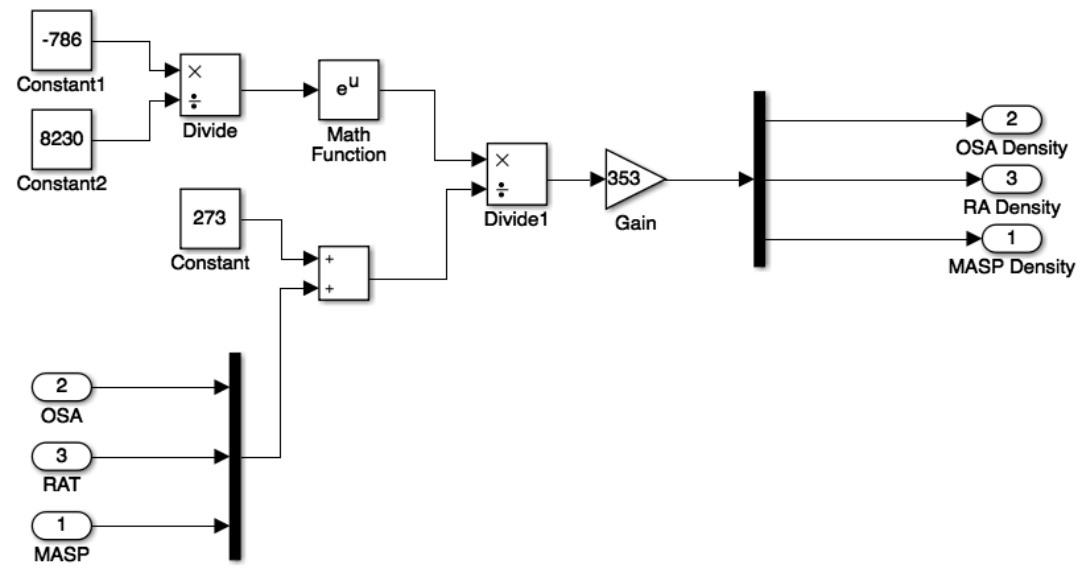 -786
Constant1
×
÷
Divide
8230
Constant2
e^u
Math
Function
273
Constant
+
+
×
÷
Divide1
353
Gain
2
OSA Density
3
RA Density
1
MASP Density
2
OSA
3
RAT
1
MASP